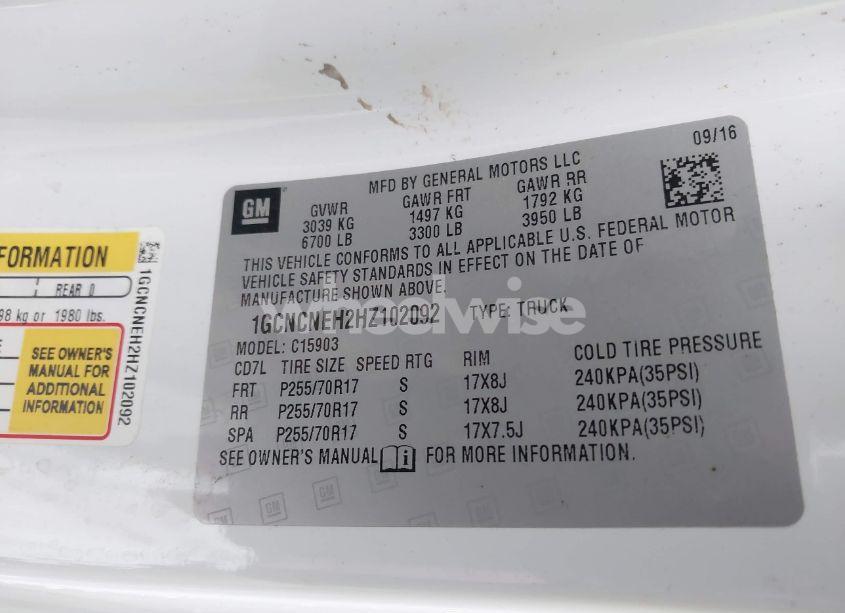 09/16
GM
MFD BY GENERAL MOTORS LLC
GVWR GAWR FRT GAWR RR
3039 KG 1497 KG 1792 KG
6700 LB 3300 LB 3950 LB
THIS VEHICLE CONFORMS TO ALL APPLICABLE U.S. FEDERAL MOTOR
VEHICLE SAFETY STANDARDS IN EFFECT ON THE DATE OF
MANUFACTURE SHOWN ABOVE.
1GCNCNEH2HZ102092 TYPE: TRUCK
MODEL: C15903
CD7L TIRE SIZE SPEED RTG RIM COLD TIRE PRESSURE
FRT P255/70R17 S 17X8J 240KPA(35PSI)
RR P255/70R17 S 17X8J 240KPA(35PSI)
SPA P255/70R17 S 17X7.5J 240KPA(35PSI)
SEE OWNER'S MANUAL i FOR MORE INFORMATION.
GM GM GM GM
FORMATION
REAR 0
98 kg or 1980 lbs.
SEE OWNER'S
MANUAL FOR
ADDITIONAL
INFORMATION
1GCNCNEH2HZ102092
wheelwise